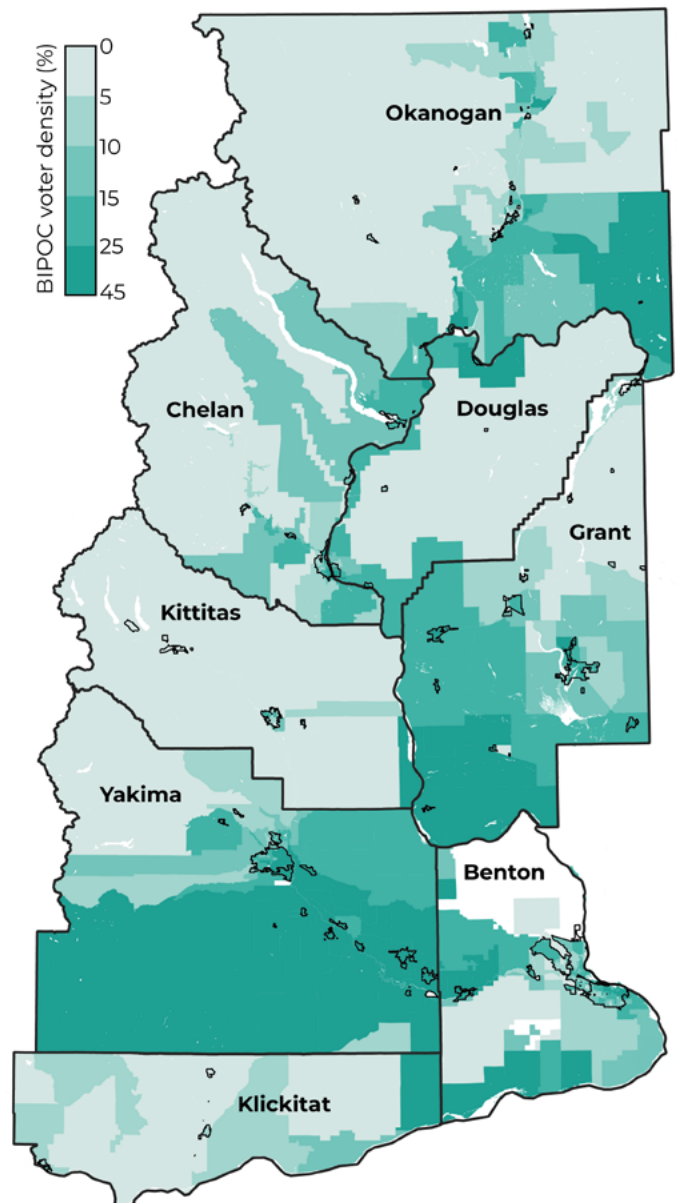 BIPOC voter density (%)
0
5
10
15
25
45
Okanogan
Chelan
Douglas
Grant
Kittitas
Yakima
Benton
Klickitat